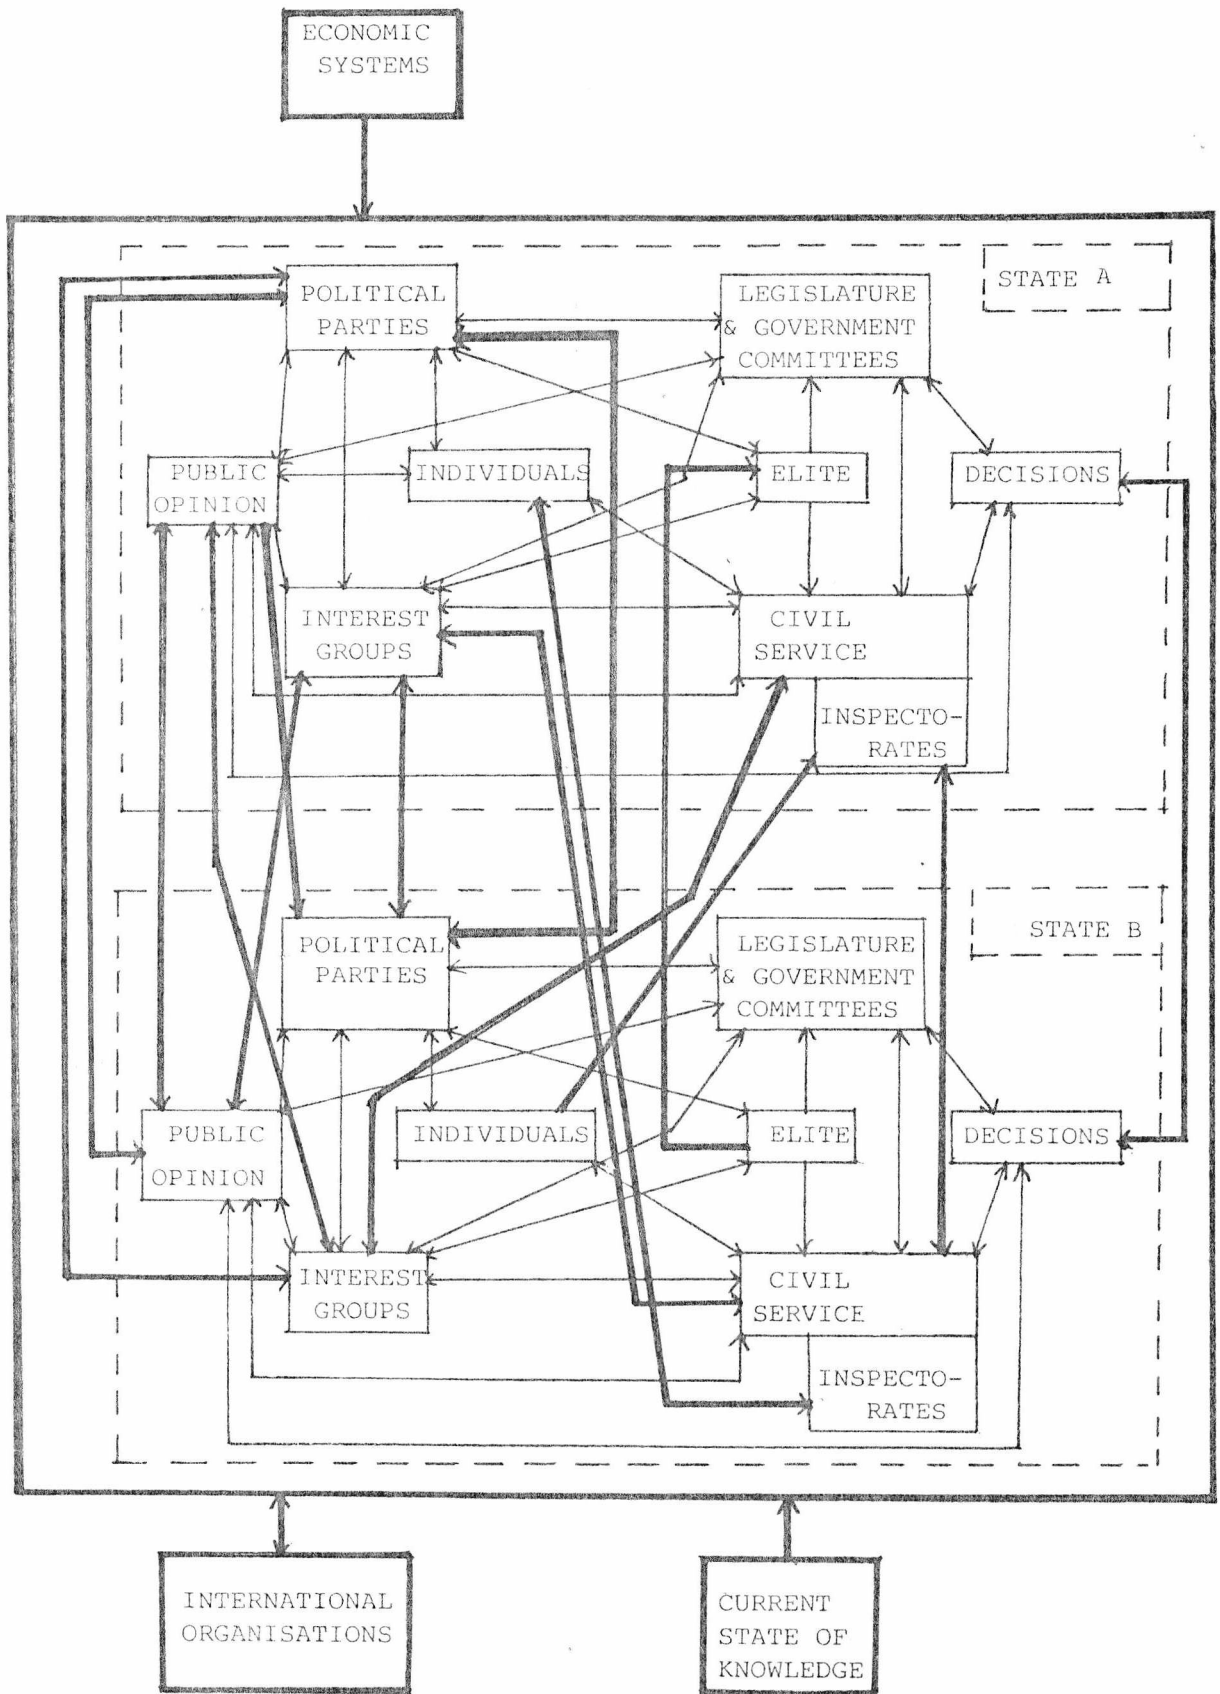 ECONOMIC
SYSTEMS
STATE A
POLITICAL
PARTIES
LEGISLATURE
& GOVERNMENT
COMMITTEES
PUBLIC
OPINION
INDIVIDUALS
ELITE
DECISIONS
INTEREST
GROUPS
CIVIL
SERVICE
INSPECTO-
RATES
STATE B
POLITICAL
PARTIES
LEGISLATURE
& GOVERNMENT
COMMITTEES
PUBLIC
OPINION
INDIVIDUALS
ELITE
DECISIONS
INTEREST
GROUPS
CIVIL
SERVICE
INSPECTO-
RATES
INTERNATIONAL
ORGANISATIONS
CURRENT
STATE OF
KNOWLEDGE